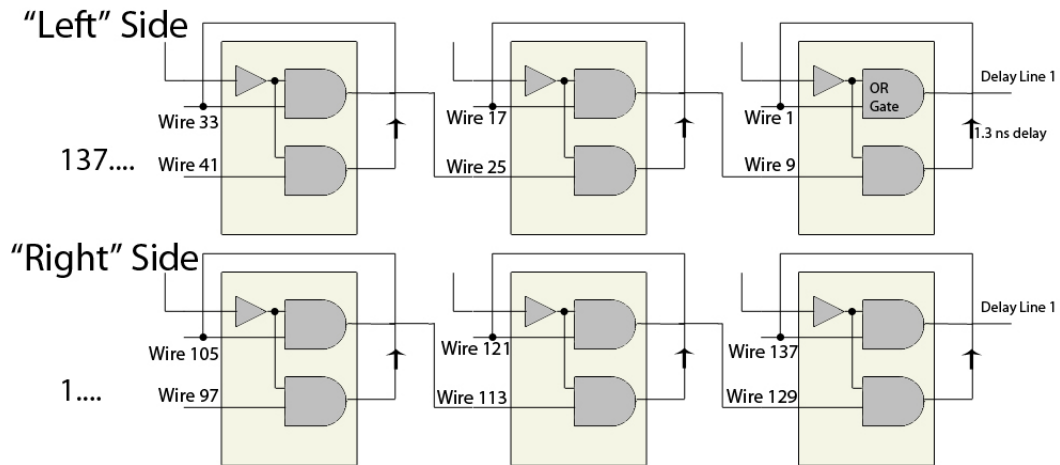 “Left” Side
Delay Line 1
OR
Gate
Wire 33
Wire 17
Wire 1
1.3 ns delay
137....
Wire 41
Wire 25
Wire 9
“Right” Side
Delay Line 1
Wire 105
Wire 121
Wire 137
1....
Wire 97
Wire 113
Wire 129